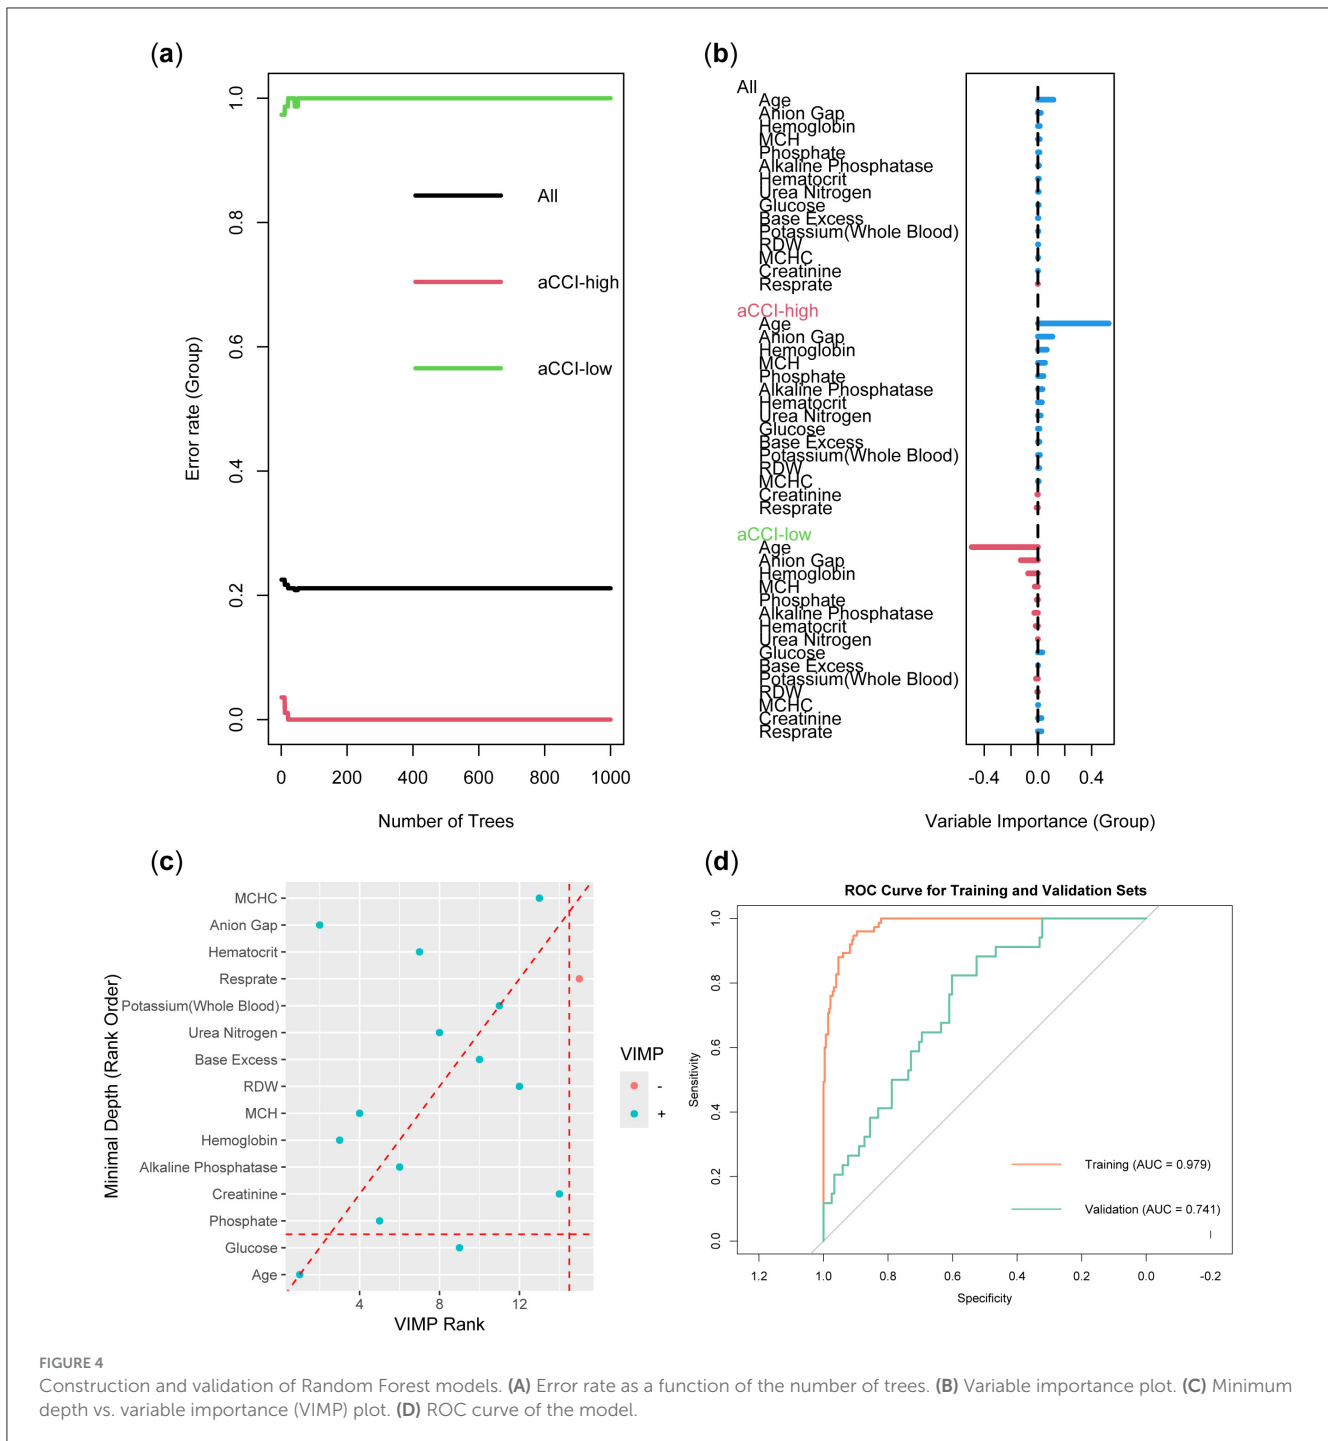 (a)
1.0
0.8
0.6
0.4
0.2
0.0
Error rate (Group)
All
aCCI-high
aCCI-low
0 200 400 600 800 1000
Number of Trees
(b)
All
Age
Anion Gap
Hemoglobin
MCH
Phosphate
Alkaline Phosphatase
Hematocrit
Urea Nitrogen
Glucose
Base Excess
Potassium(Whole Blood)
RDW
MCHC
Creatinine
Resprate
aCCI-high
Age
Anion Gap
Hemoglobin
MCH
Phosphate
Alkaline Phosphatase
Hematocrit
Urea Nitrogen
Glucose
Base Excess
Potassium(Whole Blood)
RDW
MCHC
Creatinine
Resprate
aCCI-low
Age
Anion Gap
Hemoglobin
MCH
Phosphate
Alkaline Phosphatase
Hematocrit
Urea Nitrogen
Glucose
Base Excess
Potassium(Whole Blood)
RDW
MCHC
Creatinine
Resprate
-0.4 0.0 0.4
Variable Importance (Group)
(c)
Minimal Depth (Rank Order)
MCHC
Anion Gap
Hematocrit
Resprate
Potassium(Whole Blood)
Urea Nitrogen
Base Excess
RDW
MCH
Hemoglobin
Alkaline Phosphatase
Creatinine
Phosphate
Glucose
Age
4 8 12
VIMP Rank
VIMP
-
+
(d)
ROC Curve for Training and Validation Sets
1.0
0.8
0.6
0.4
0.2
0.0
Sensitivity
Training (AUC = 0.979)
Validation (AUC = 0.741)
1.2 1.0 0.8 0.6 0.4 0.2 0.0 -0.2
Specificity
FIGURE 4
Construction and validation of Random Forest models. (A) Error rate as a function of the number of trees. (B) Variable importance plot. (C) Minimum
depth vs. variable importance (VIMP) plot. (D) ROC curve of the model.